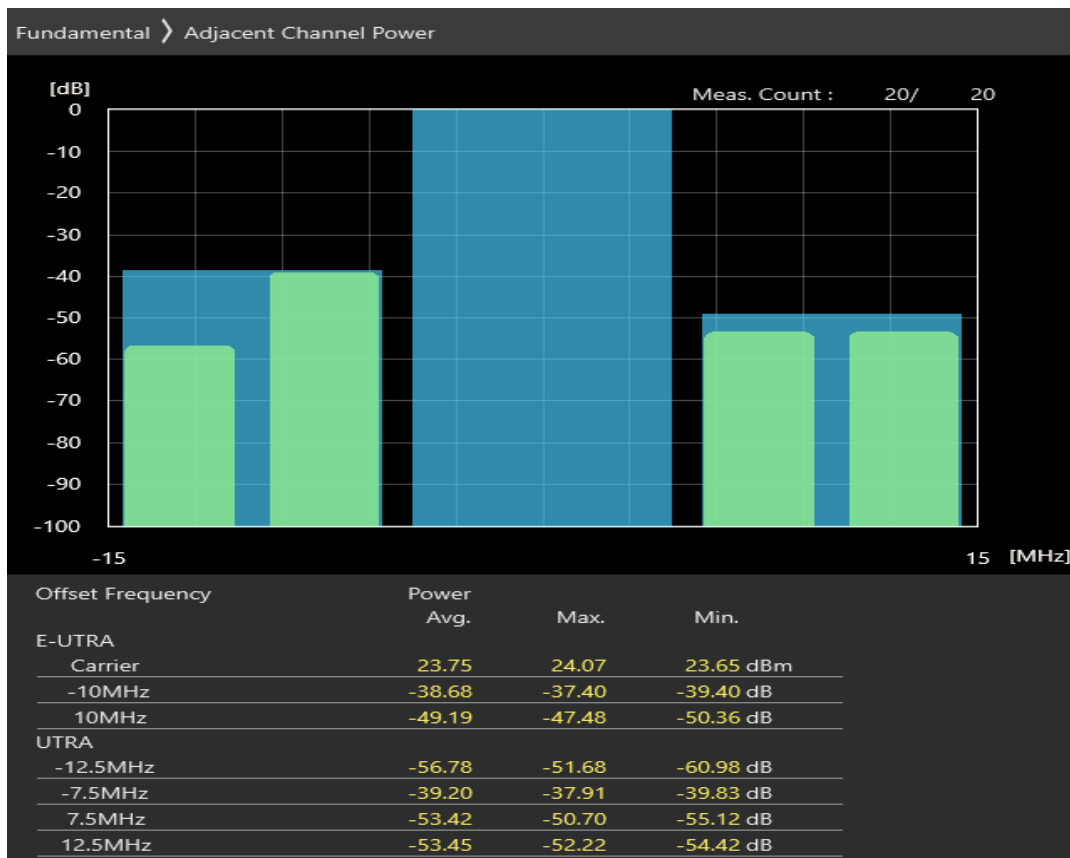 Fundamental 〉 Adjacent Channel Power
[dB]
Meas. Count : 20/ 20
0
-10
-20
-30
-40
-50
-60
-70
-80
-90
-100
-15 15 [MHz]
Offset Frequency Power
Avg. Max. Min.
E-UTRA
Carrier 23.75 24.07 23.65 dBm
-10MHz -38.68 -37.40 -39.40 dB
10MHz -49.19 -47.48 -50.36 dB
UTRA
-12.5MHz -56.78 -51.68 -60.98 dB
-7.5MHz -39.20 -37.91 -39.83 dB
7.5MHz -53.42 -50.70 -55.12 dB
12.5MHz -53.45 -52.22 -54.42 dB